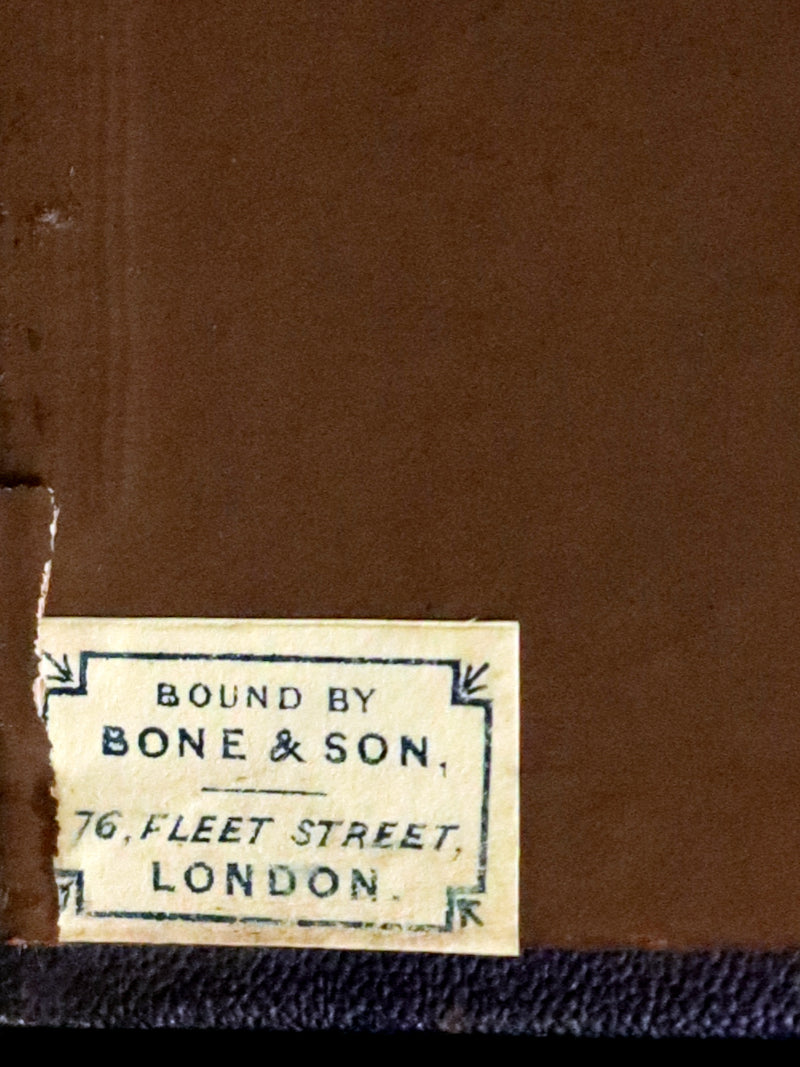 BOUND BY
BONE & SON,
76, FLEET STREET,
LONDON.